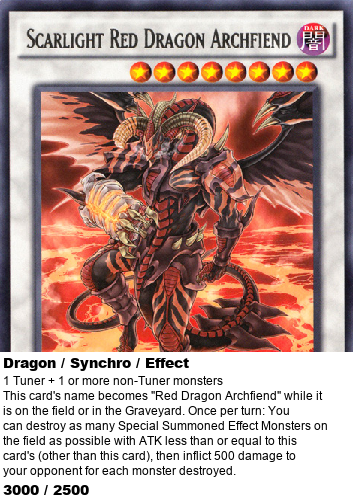 Scarlight Red Dragon Archfiend
DARK
闇
Dragon / Synchro / Effect
1 Tuner + 1 or more non-Tuner monsters
This card's name becomes "Red Dragon Archfiend" while it
is on the field or in the Graveyard. Once per turn: You
can destroy as many Special Summoned Effect Monsters on
the field as possible with ATK less than or equal to this
card's (other than this card), then inflict 500 damage to
your opponent for each monster destroyed.
3000 / 2500